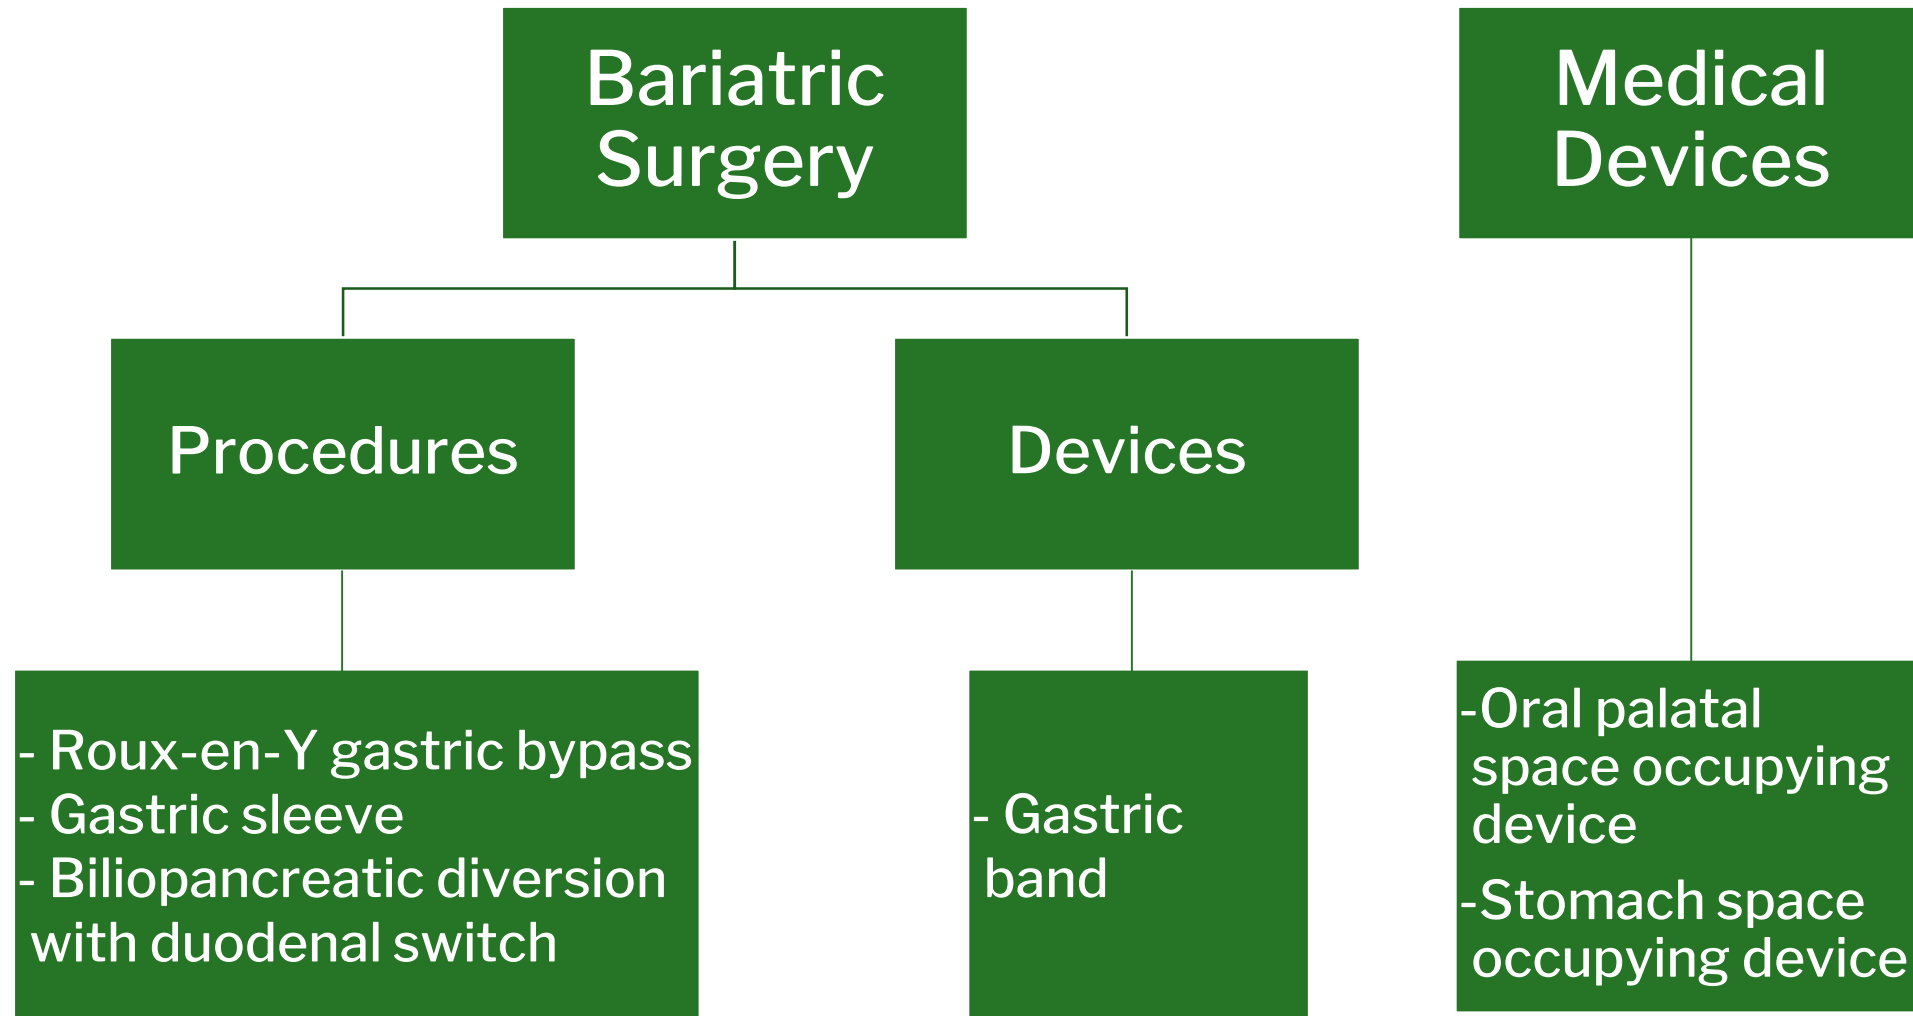 Bariatric
Surgery
Medical
Devices
Procedures
Devices
- Roux-en-Y gastric bypass
- Gastric sleeve
- Biliopancreatic diversion
with duodenal switch
- Gastric
band
-Oral palatal
space occupying
device
-Stomach space
occupying device